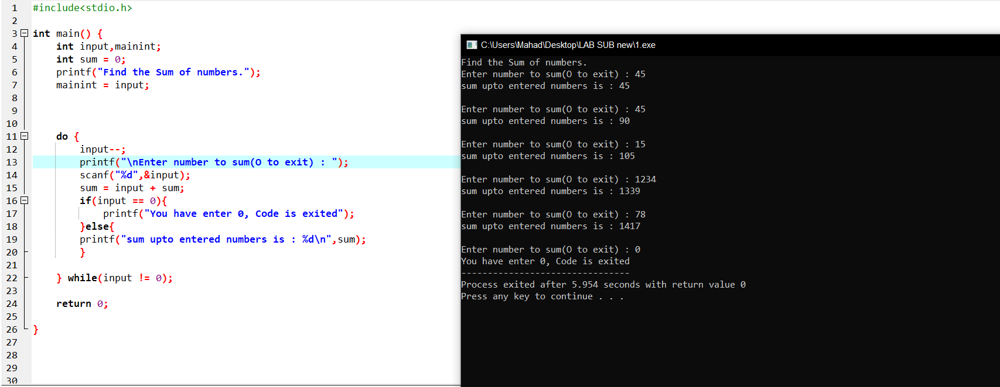 1 #include<stdio.h>
2
3 int main() {
4 int input,mainint;
5 int sum = 0;
6 printf("Find the Sum of numbers.");
7 mainint = input;
8
9
10
11 do {
12 input--;
13 printf("\nEnter number to sum(O to exit) : ");
14 scanf("%d",&input);
15 sum = input + sum;
16 if(input == 0){
17 printf("You have enter 0, Code is exited");
18 }else{
19 printf("sum upto entered numbers is : %d\n",sum);
20 }
21
22 } while(input != 0);
23
24 return 0;
25
26 }
27
28
29
30
C:\Users\Mahad\Desktop\LAB SUB new\1.exe
Find the Sum of numbers.
Enter number to sum(O to exit) : 45
sum upto entered numbers is : 45
Enter number to sum(O to exit) : 45
sum upto entered numbers is : 90
Enter number to sum(O to exit) : 15
sum upto entered numbers is : 105
Enter number to sum(O to exit) : 1234
sum upto entered numbers is : 1339
Enter number to sum(O to exit) : 78
sum upto entered numbers is : 1417
Enter number to sum(O to exit) : 0
You have enter 0, Code is exited
--------------------------------
Process exited after 5.954 seconds with return value 0
Press any key to continue . . .